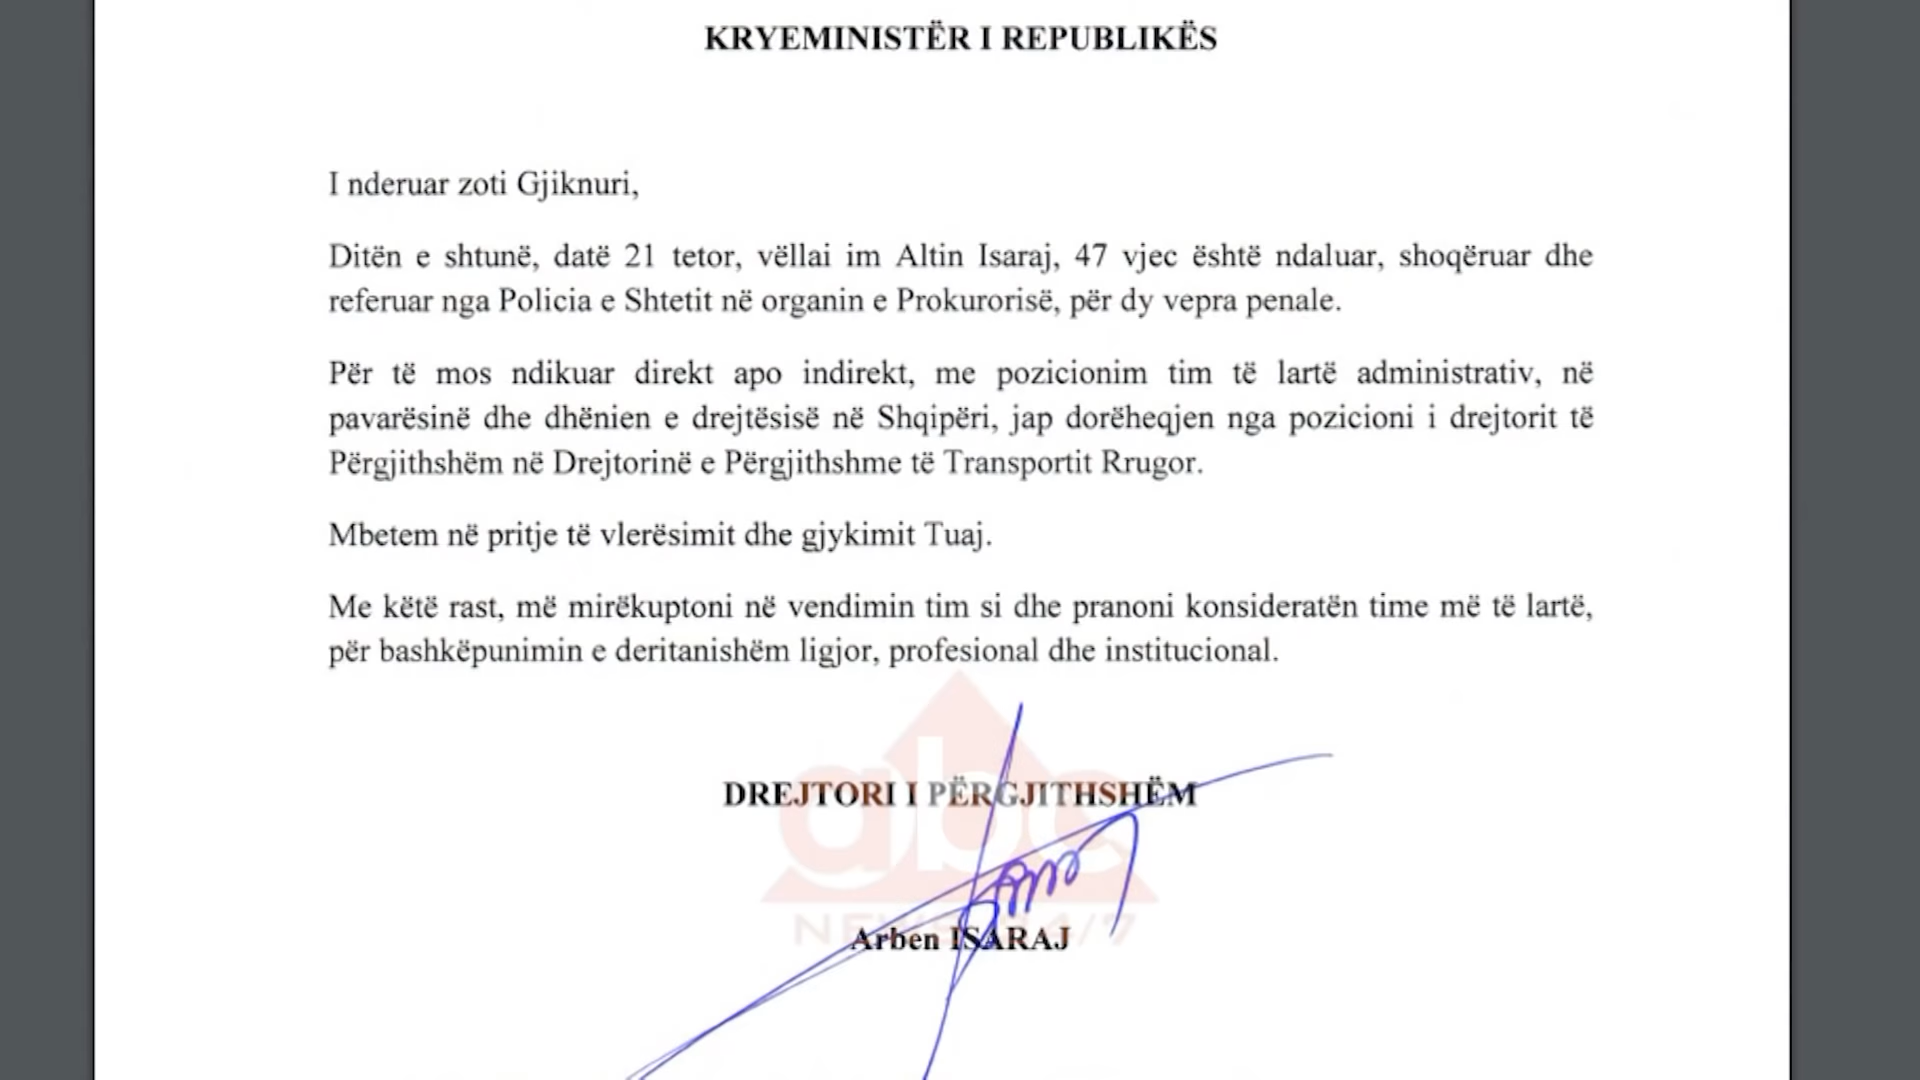 KRYEMINISTËR I REPUBLIKËS
I nderuar zoti Gjiknuri,
Ditën e shtunë, datë 21 tetor, vëllai im Altin Isaraj, 47 vjec është ndaluar, shoqëruar dhe
referuar nga Policia e Shtetit në organin e Prokurorisë, për dy vepra penale.
Për të mos ndikuar direkt apo indirekt, me pozicionim tim të lartë administrativ, në
pavarësinë dhe dhënien e drejtësisë në Shqipëri, jap dorëheqjen nga pozicioni i drejtorit të
Përgjithshëm në Drejtorinë e Përgjithshme të Transportit Rrugor.
Mbetem në pritje të vlerësimit dhe gjykimit Tuaj.
Me këtë rast, më mirëkuptoni në vendimin tim si dhe pranoni konsideratën time më të lartë,
për bashkëpunimin e deritanishëm ligjor, profesional dhe institucional.
DREJTORI I PËRGJITHSHËM
abc
NEWS 24/7
Arben ISARAJ